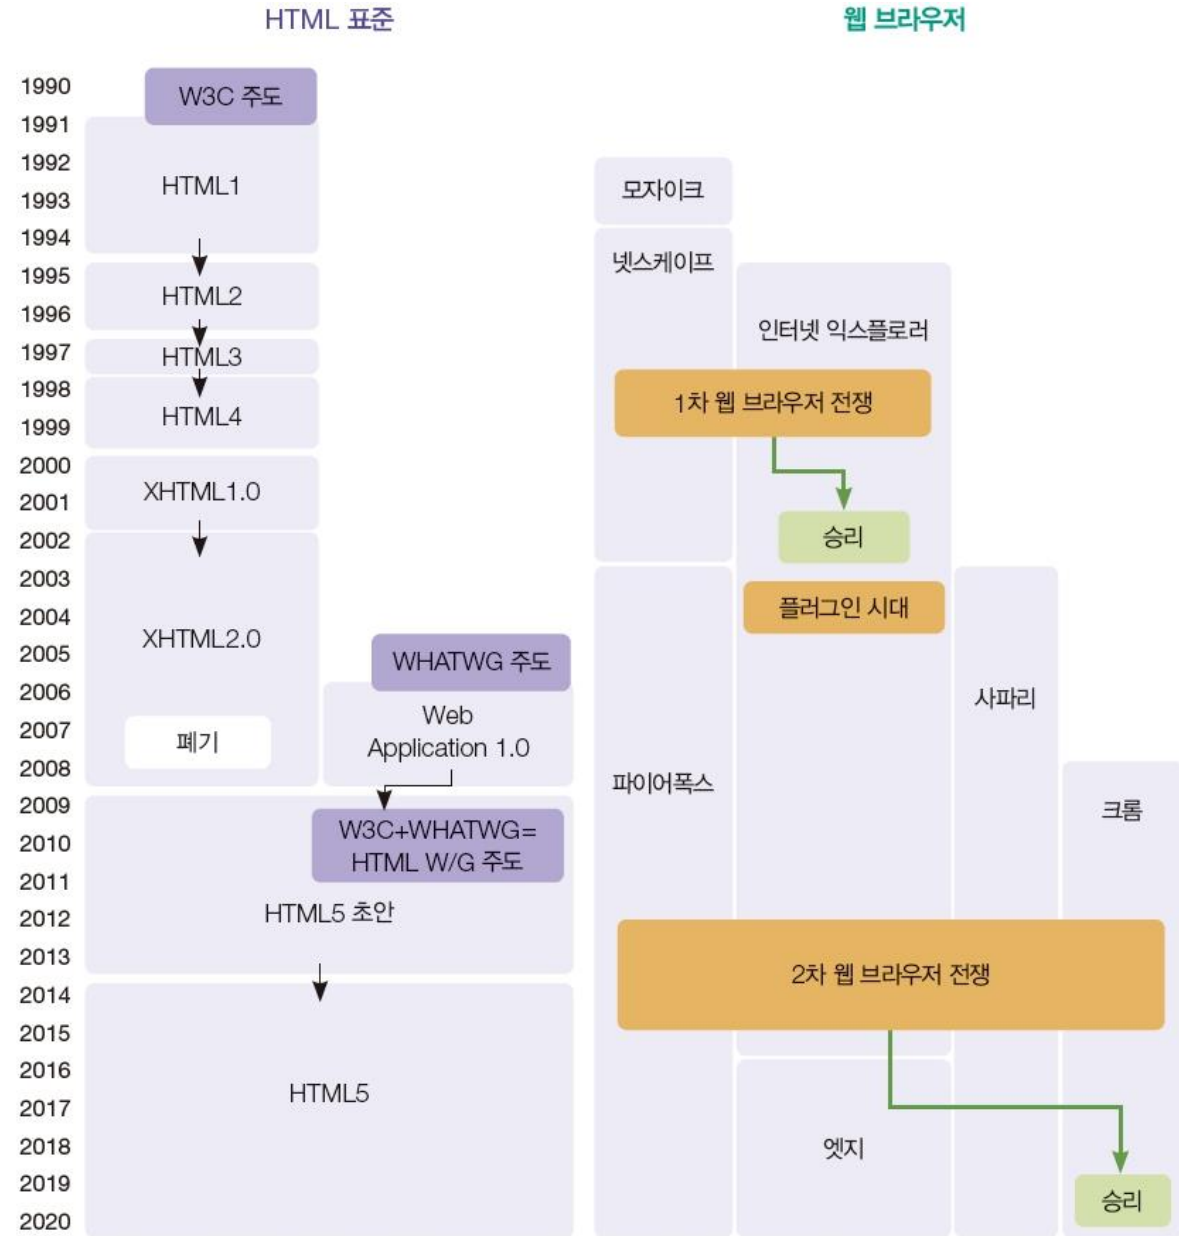 HTML 표준
웹 브라우저
1990
1991
1992
1993
1994
1995
1996
1997
1998
1999
2000
2001
2002
2003
2004
2005
2006
2007
2008
2009
2010
2011
2012
2013
2014
2015
2016
2017
2018
2019
2020
W3C 주도
HTML1
HTML2
HTML3
HTML4
XHTML1.0
XHTML2.0
폐기
WHATWG 주도
Web
Application 1.0
W3C+WHATWG=
HTML W/G 주도
HTML5 초안
HTML5
모자이크
넷스케이프
인터넷 익스플로러
1차 웹 브라우저 전쟁
승리
플러그인 시대
사파리
파이어폭스
크롬
2차 웹 브라우저 전쟁
엣지
승리